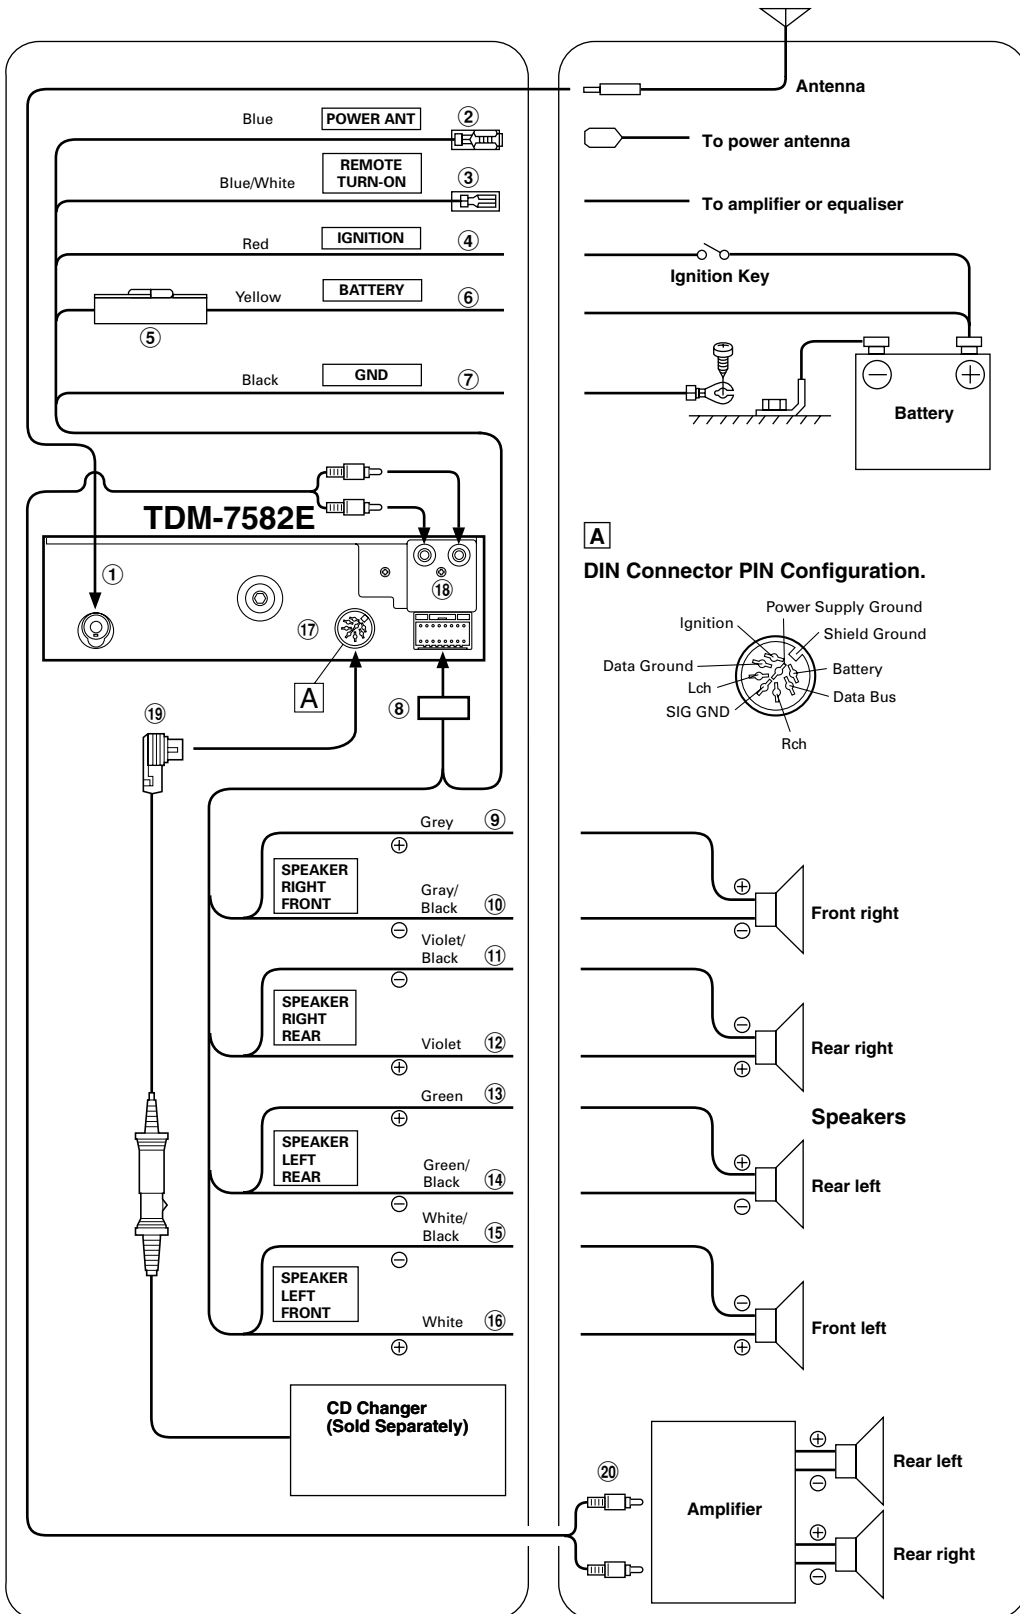 Antenna
Blue
POWER ANT
②
To power antenna
Blue/White
REMOTE
TURN-ON
③
To amplifier or equaliser
Red
IGNITION
④
Ignition Key
Yellow
BATTERY
⑥
⑤
Black
GND
⑦
⊖
⊕
Battery
TDM-7582E
①
⑱
⑰
A
⑧
⑲
A
DIN Connector PIN Configuration.
Power Supply Ground
Ignition
Shield Ground
Data Ground
Battery
Lch
Data Bus
SIG GND
Rch
Grey
⑨
⊕
SPEAKER
RIGHT
FRONT
Gray/
Black
⑩
⊖
⊕
⊖
Front right
Violet/
Black
⑪
⊖
SPEAKER
RIGHT
REAR
Violet
⑫
⊕
⊖
⊕
Rear right
Speakers
Green
⑬
⊕
SPEAKER
LEFT
REAR
Green/
Black
⑭
⊖
⊕
⊖
Rear left
White/
Black
⑮
⊖
SPEAKER
LEFT
FRONT
White
⑯
⊕
⊖
⊕
Front left
CD Changer
(Sold Separately)
⑳
Amplifier
⊕
⊖
Rear left
⊕
⊖
Rear right